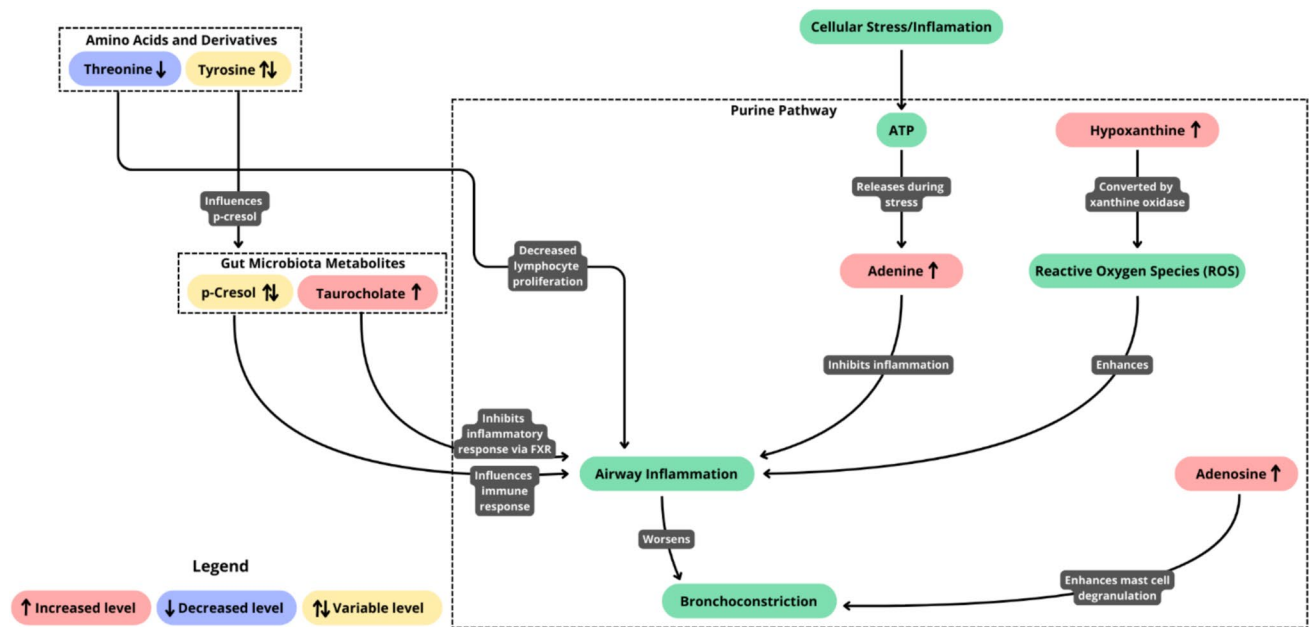 Cellular Stress/Inflamation
Amino Acids and Derivatives
Threonine ↓
Tyrosine ↑↓
Purine Pathway
ATP
Hypoxanthine ↑
Influences
p-cresol
Releases during
stress
Converted by
xanthine oxidase
Gut Microbiota Metabolites
p-Cresol ↑↓
Taurocholate ↑
Decreased
lymphocyte
proliferation
Adenine ↑
Reactive Oxygen Species (ROS)
Inhibits inflammation
Enhances
Inhibits
inflammatory
response via FXR
Influences
immune
response
Airway Inflammation
Adenosine ↑
Worsens
Enhances mast cell
degranulation
Bronchoconstriction
Legend
↑ Increased level
↓ Decreased level
↑↓ Variable level